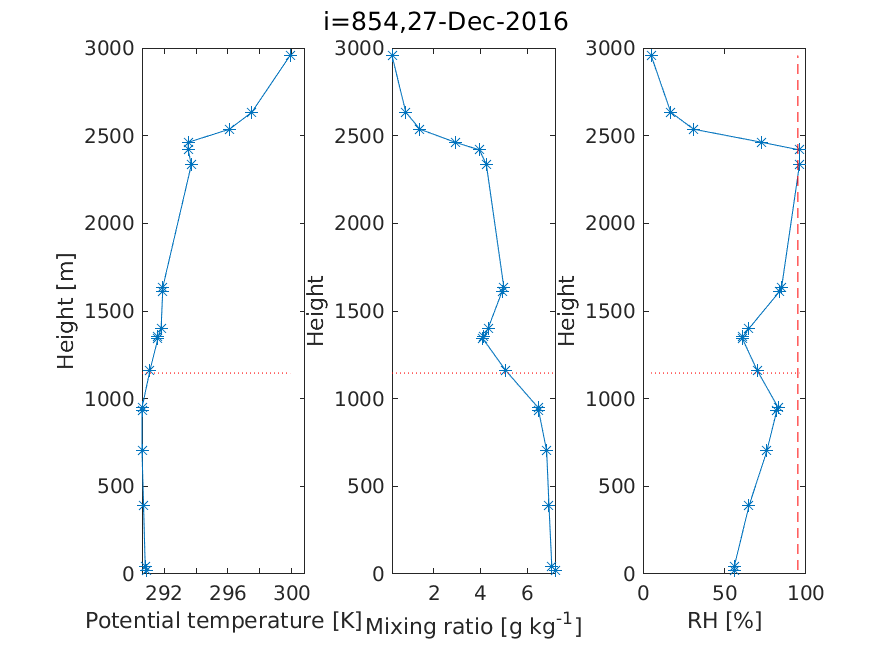 i=854,27-Dec-2016
3000
2500
2000
1500
1000
500
0
292 296 300
Height [m]
Potential temperature [K]
3000
2500
2000
1500
1000
500
0
2 4 6
Height
Mixing ratio [g kg-1]
3000
2500
2000
1500
1000
500
0
0 50 100
Height
RH [%]